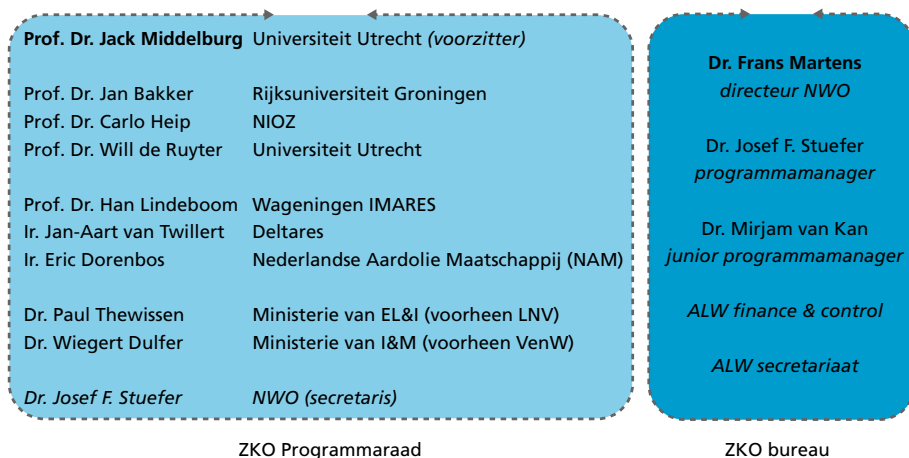 Prof. Dr. Jack Middelburg Universiteit Utrecht (voorzitter)
Prof. Dr. Jan Bakker Rijksuniversiteit Groningen
Prof. Dr. Carlo Heip NIOZ
Prof. Dr. Will de Ruyter Universiteit Utrecht
Prof. Dr. Han Lindeboom Wageningen IMARES
Ir. Jan-Aart van Twillert Deltares
Ir. Eric Dorenbos Nederlandse Aardolie Maatschappij (NAM)
Dr. Paul Thewissen Ministerie van EL&I (voorheen LNV)
Dr. Wiegert Dulfer Ministerie van I&M (voorheen VenW)
Dr. Josef F. Stuefer NWO (secretaris)
ZKO Programmaraad
Dr. Frans Martens
directeur NWO
Dr. Josef F. Stuefer
programmamanager
Dr. Mirjam van Kan
junior programmamanager
ALW finance & control
ALW secretariaat
ZKO bureau